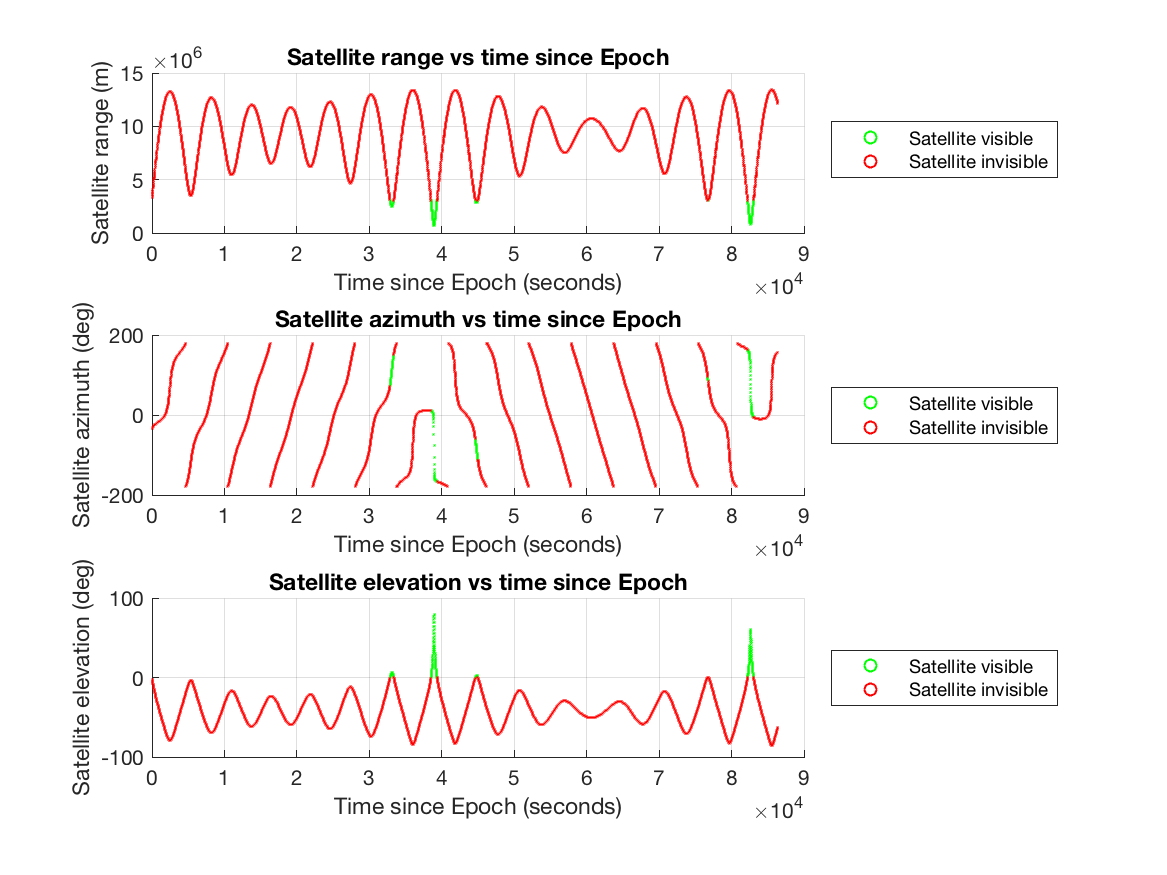 Satellite range vs time since Epoch
×10^6
Satellite range (m)
15
10
5
0
0 1 2 3 4 5 6 7 8 9
Time since Epoch (seconds)
×10^4
Satellite visible
Satellite invisible
Satellite azimuth vs time since Epoch
Satellite azimuth (deg)
200
0
-200
0 1 2 3 4 5 6 7 8 9
Time since Epoch (seconds)
×10^4
Satellite visible
Satellite invisible
Satellite elevation vs time since Epoch
Satellite elevation (deg)
100
0
-100
0 1 2 3 4 5 6 7 8 9
Time since Epoch (seconds)
×10^4
Satellite visible
Satellite invisible